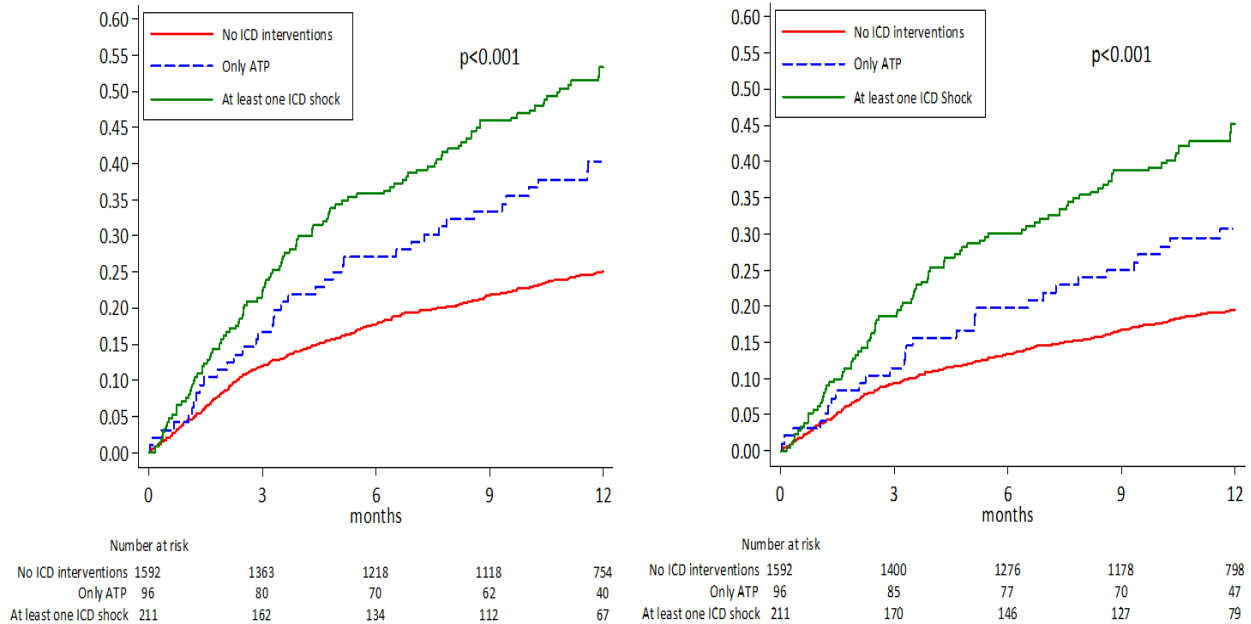 0.60
0.55
0.50
0.45
0.40
0.35
0.30
0.25
0.20
0.15
0.10
0.05
0.00
No ICD interventions
Only ATP
At least one ICD shock
p<0.001
0 3 6 9 12
months
Number at risk
No ICD interventions 1592 1363 1218 1118 754
Only ATP 96 80 70 62 40
At least one ICD shock 211 162 134 112 67
0.60
0.55
0.50
0.45
0.40
0.35
0.30
0.25
0.20
0.15
0.10
0.05
0.00
No ICD interventions
Only ATP
At least one ICD Shock
p<0.001
0 3 6 9 12
months
Number at risk
No ICD interventions 1592 1400 1276 1178 798
Only ATP 96 85 77 70 47
At least one ICD shock 211 170 146 127 79